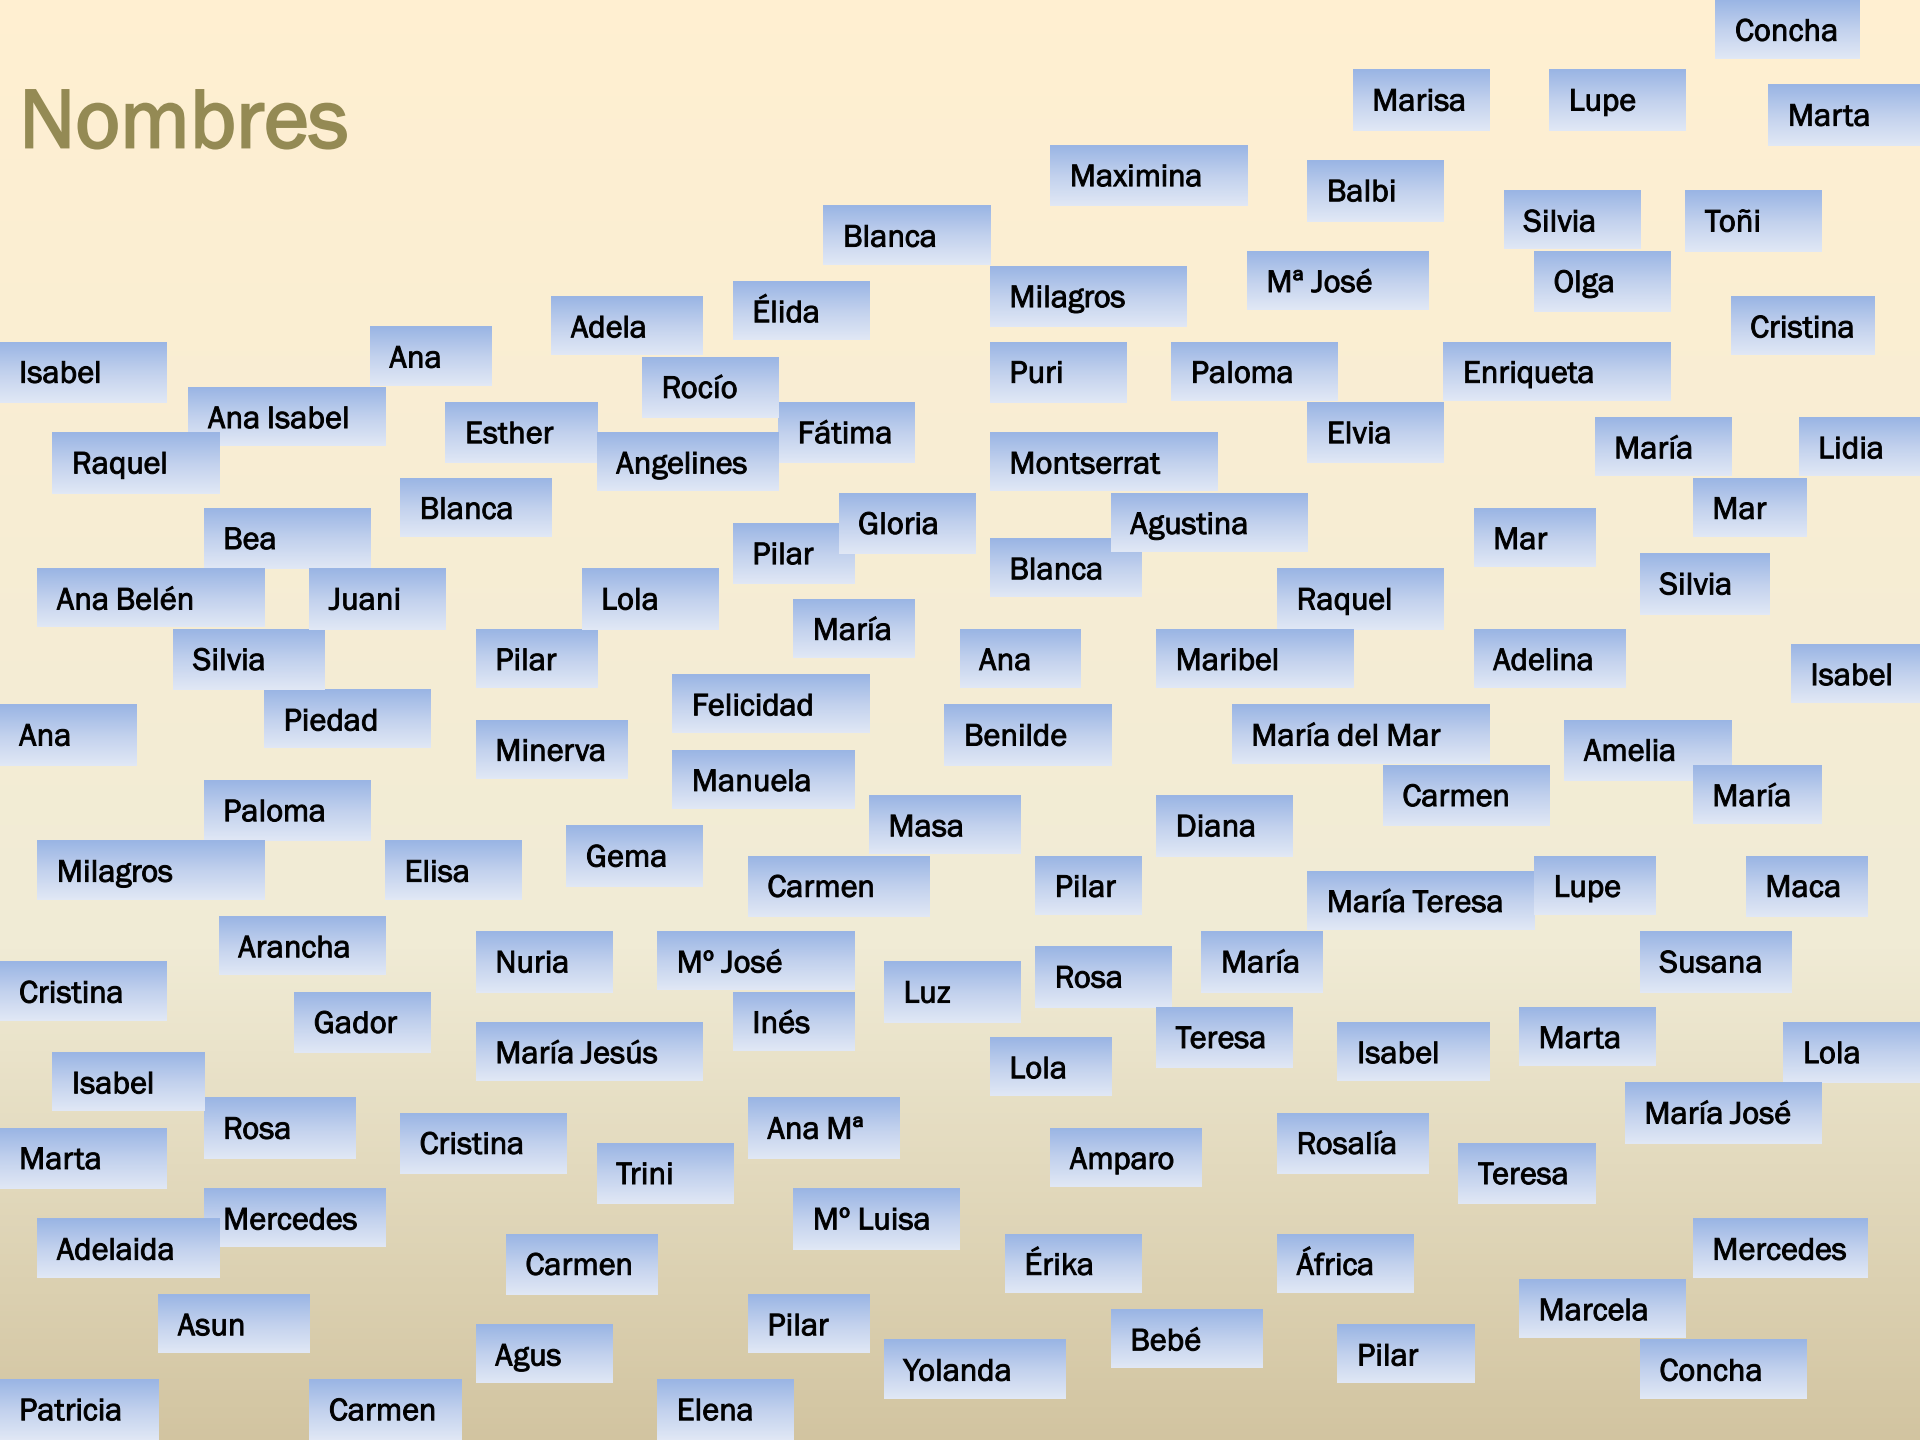 Concha
Nombres
Marisa
Lupe
Marta
Maximina
Balbi
Silvia
Toñi
Blanca
Mª José
Olga
Milagros
Élida
Adela
Cristina
Ana
Isabel
Puri
Paloma
Enriqueta
Rocío
Ana Isabel
Esther
Fátima
Elvia
María
Lidia
Raquel
Angelines
Montserrat
Blanca
Mar
Gloria
Agustina
Bea
Pilar
Mar
Blanca
Silvia
Ana Belén
Juani
Lola
Raquel
María
Silvia
Pilar
Ana
Maribel
Adelina
Isabel
Felicidad
Piedad
Ana
Benilde
María del Mar
Minerva
Amelia
Manuela
Carmen
María
Paloma
Masa
Diana
Gema
Milagros
Elisa
Carmen
Pilar
Lupe
Maca
María Teresa
Arancha
Nuria
Mº José
María
Susana
Rosa
Cristina
Luz
Gador
Inés
Teresa
Marta
María Jesús
Isabel
Lola
Lola
Isabel
María José
Rosa
Ana Mª
Cristina
Rosalía
Marta
Amparo
Trini
Teresa
Mercedes
Mº Luisa
Adelaida
Mercedes
Carmen
Érika
África
Marcela
Asun
Pilar
Bebé
Agus
Pilar
Yolanda
Concha
Patricia
Carmen
Elena